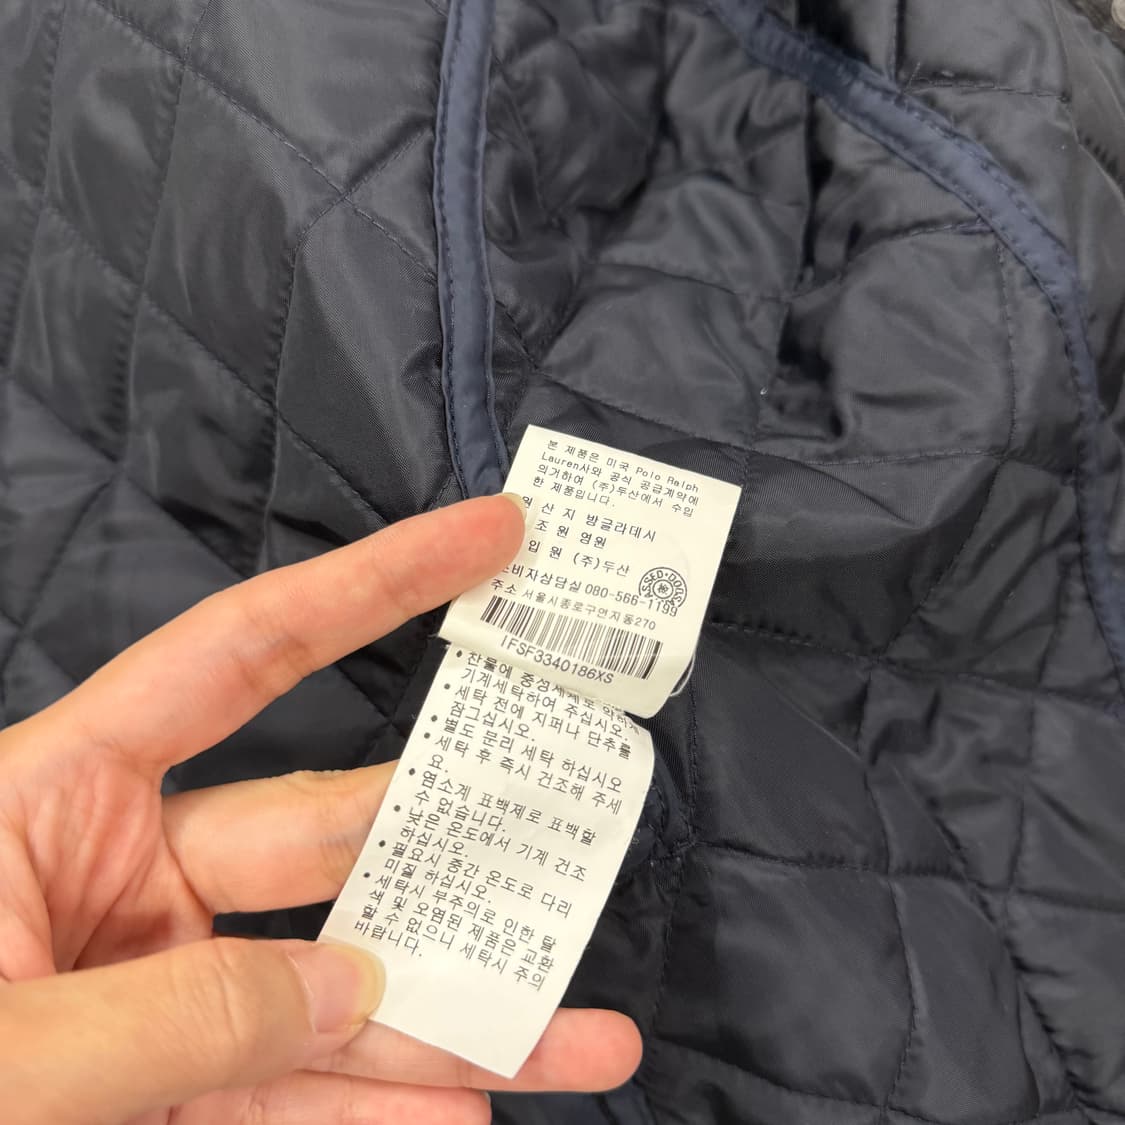 본 제품은 미국 Polo Ralph
Lauren사와 공식 공급계약에
의거하여 (주)두산에서 수입
한 제품입니다.
원 산 지 방글라데시
조 원 영원
입 원 (주)두산
비자상담실 080-566-1199
주소 서울시종로구연지동270
IFSF3340186XS
• 찬물에 중성세제로 약하게
기계세탁하여 주십시오.
• 세탁 전에 지퍼나 단추를
잠그십시오.
• 별도 분리 세탁 하십시오
• 세탁 후 즉시 건조해 주세
요.
• 염소계 표백제로 표백할
수 없습니다.
• 낮은 온도에서 기계 건조
하십시오.
• 필요시 중간 온도로 다리
미질 하십시오.
• 세탁시 부주의로 인한 탈
색 및 오염된 제품은 교환
할 수 없으니 세탁시 주의
바랍니다.